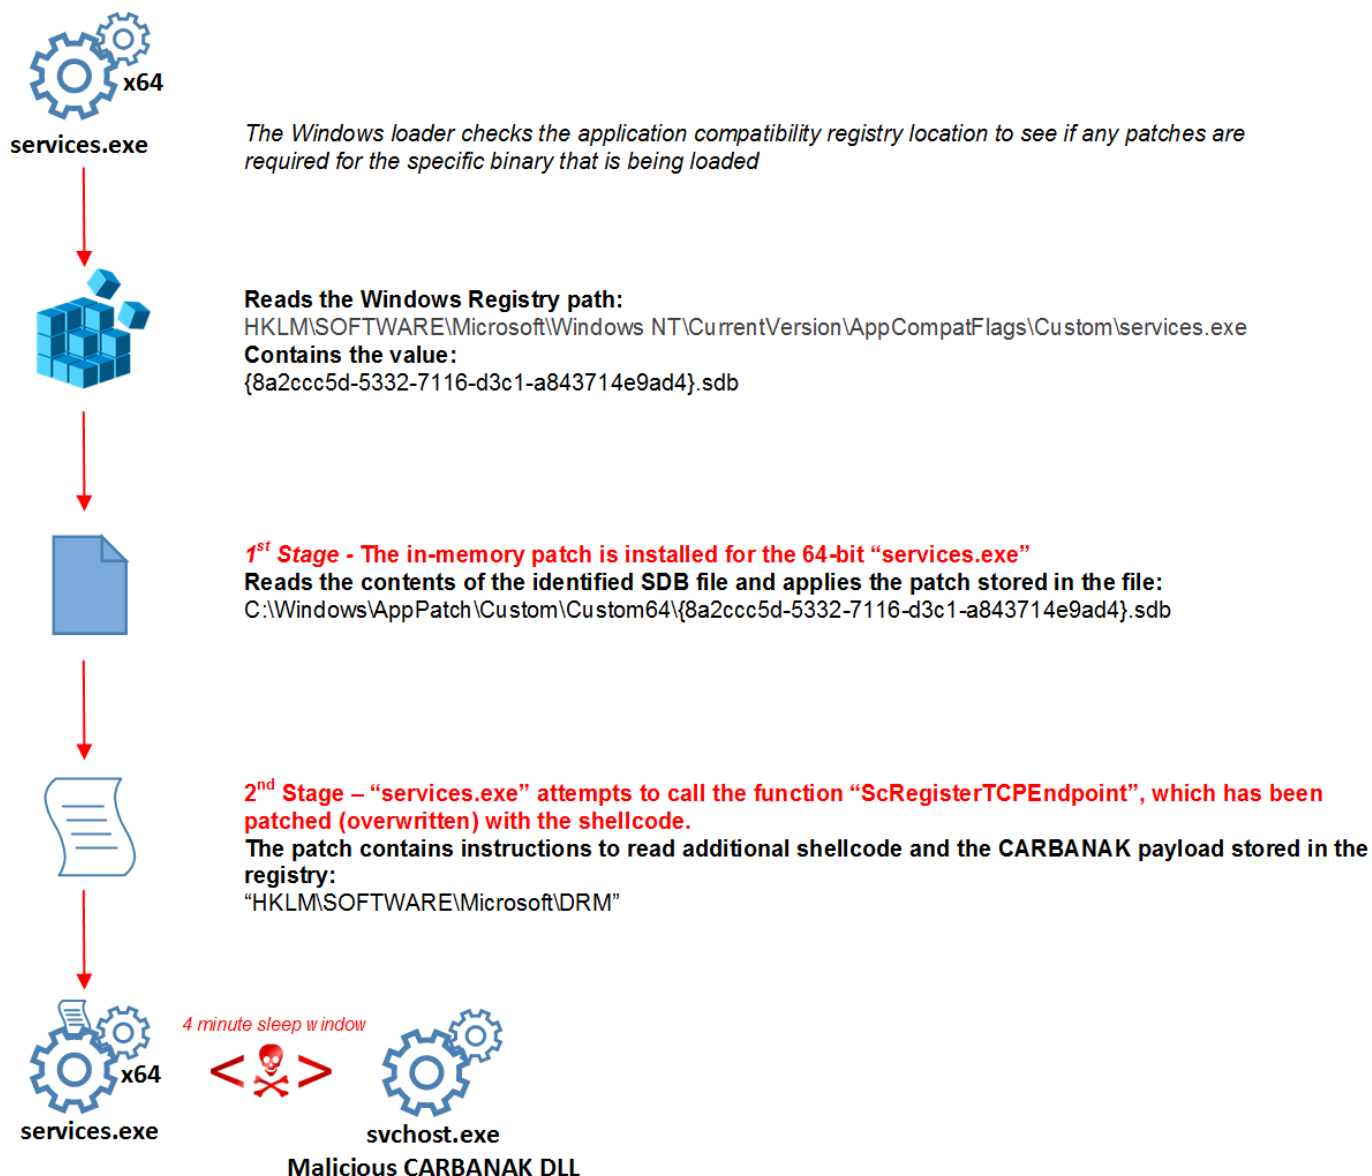 x64
services.exe
The Windows loader checks the application compatibility registry location to see if any patches are
required for the specific binary that is being loaded
Reads the Windows Registry path:
HKLM\SOFTWARE\Microsoft\Windows NT\CurrentVersion\AppCompatFlags\Custom\services.exe
Contains the value:
{8a2ccc5d-5332-7116-d3c1-a843714e9ad4}.sdb
1st Stage - The in-memory patch is installed for the 64-bit “services.exe”
Reads the contents of the identified SDB file and applies the patch stored in the file:
C:\Windows\AppPatch\Custom\Custom64\{8a2ccc5d-5332-7116-d3c1-a843714e9ad4}.sdb
2nd Stage – “services.exe” attempts to call the function “ScRegisterTCPEndpoint”, which has been
patched (overwritten) with the shellcode.
The patch contains instructions to read additional shellcode and the CARBANAK payload stored in the
registry:
“HKLM\SOFTWARE\Microsoft\DRM”
4 minute sleep window
x64
services.exe
svchost.exe
Malicious CARBANAK DLL